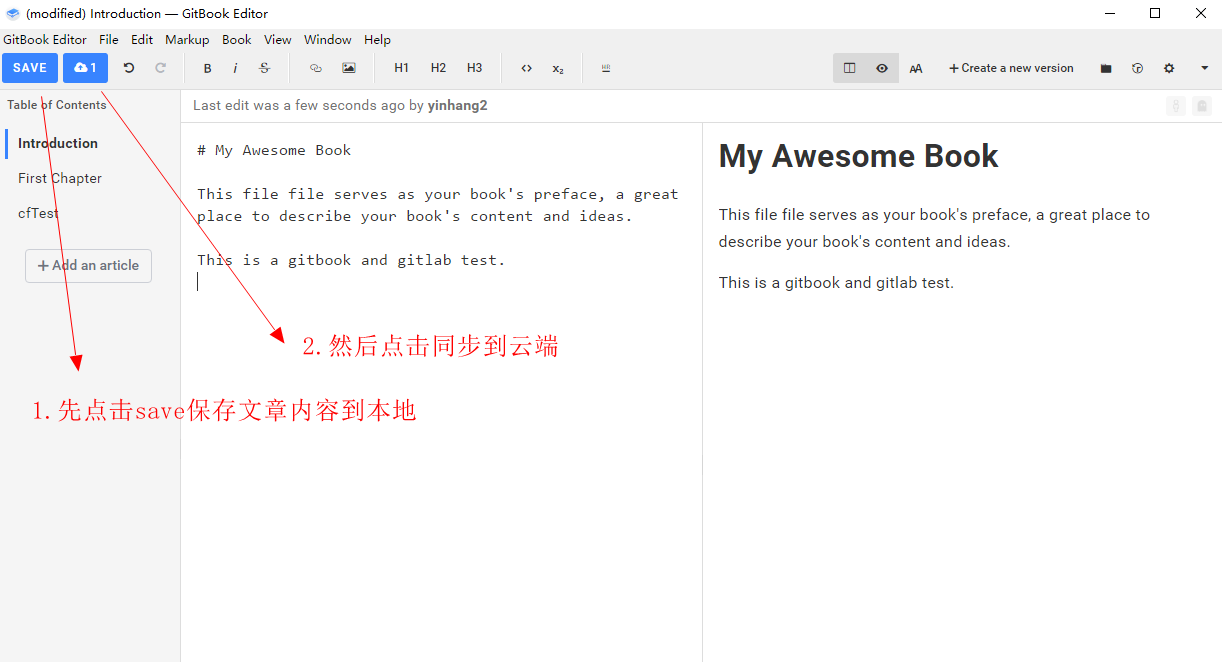 (modified) Introduction — GitBook Editor
GitBook Editor File Edit Markup Book View Window Help
SAVE 1 B i S H1 H2 H3 <> x₂ AA + Create a new version
Table of Contents
Last edit was a few seconds ago by yinhang2
Introduction
First Chapter
cfTest
+ Add an article
# My Awesome Book
This file file serves as your book's preface, a great
place to describe your book's content and ideas.
This is a gitbook and gitlab test.
My Awesome Book
This file file serves as your book's preface, a great place to
describe your book's content and ideas.
This is a gitbook and gitlab test.
2.然后点击同步到云端
1.先点击save保存文章内容到本地